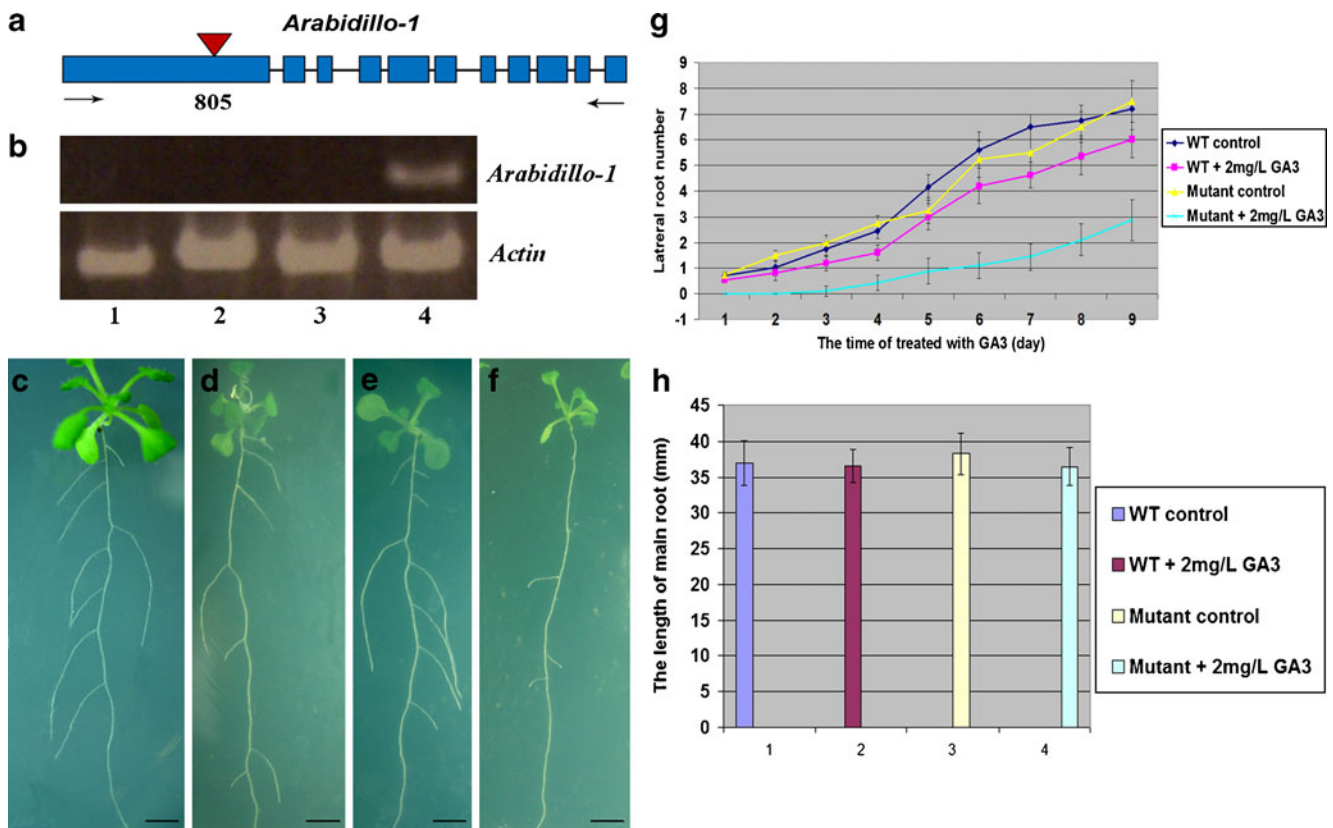 a
Arabidillo-1
805
b
Arabidillo-1
Actin
1 2 3 4
c d e f
g
Latreral root number
9
8
7
6
5
4
3
2
1
0
-1
1 2 3 4 5 6 7 8 9
The time of treated with GA3 (day)
WT control
WT + 2mg/L GA3
Mutant control
Mutant + 2mg/L GA3
h
The length of main root (mm)
45
40
35
30
25
20
15
10
5
0
1 2 3 4
WT control
WT + 2mg/L GA3
Mutant control
Mutant + 2mg/L GA3